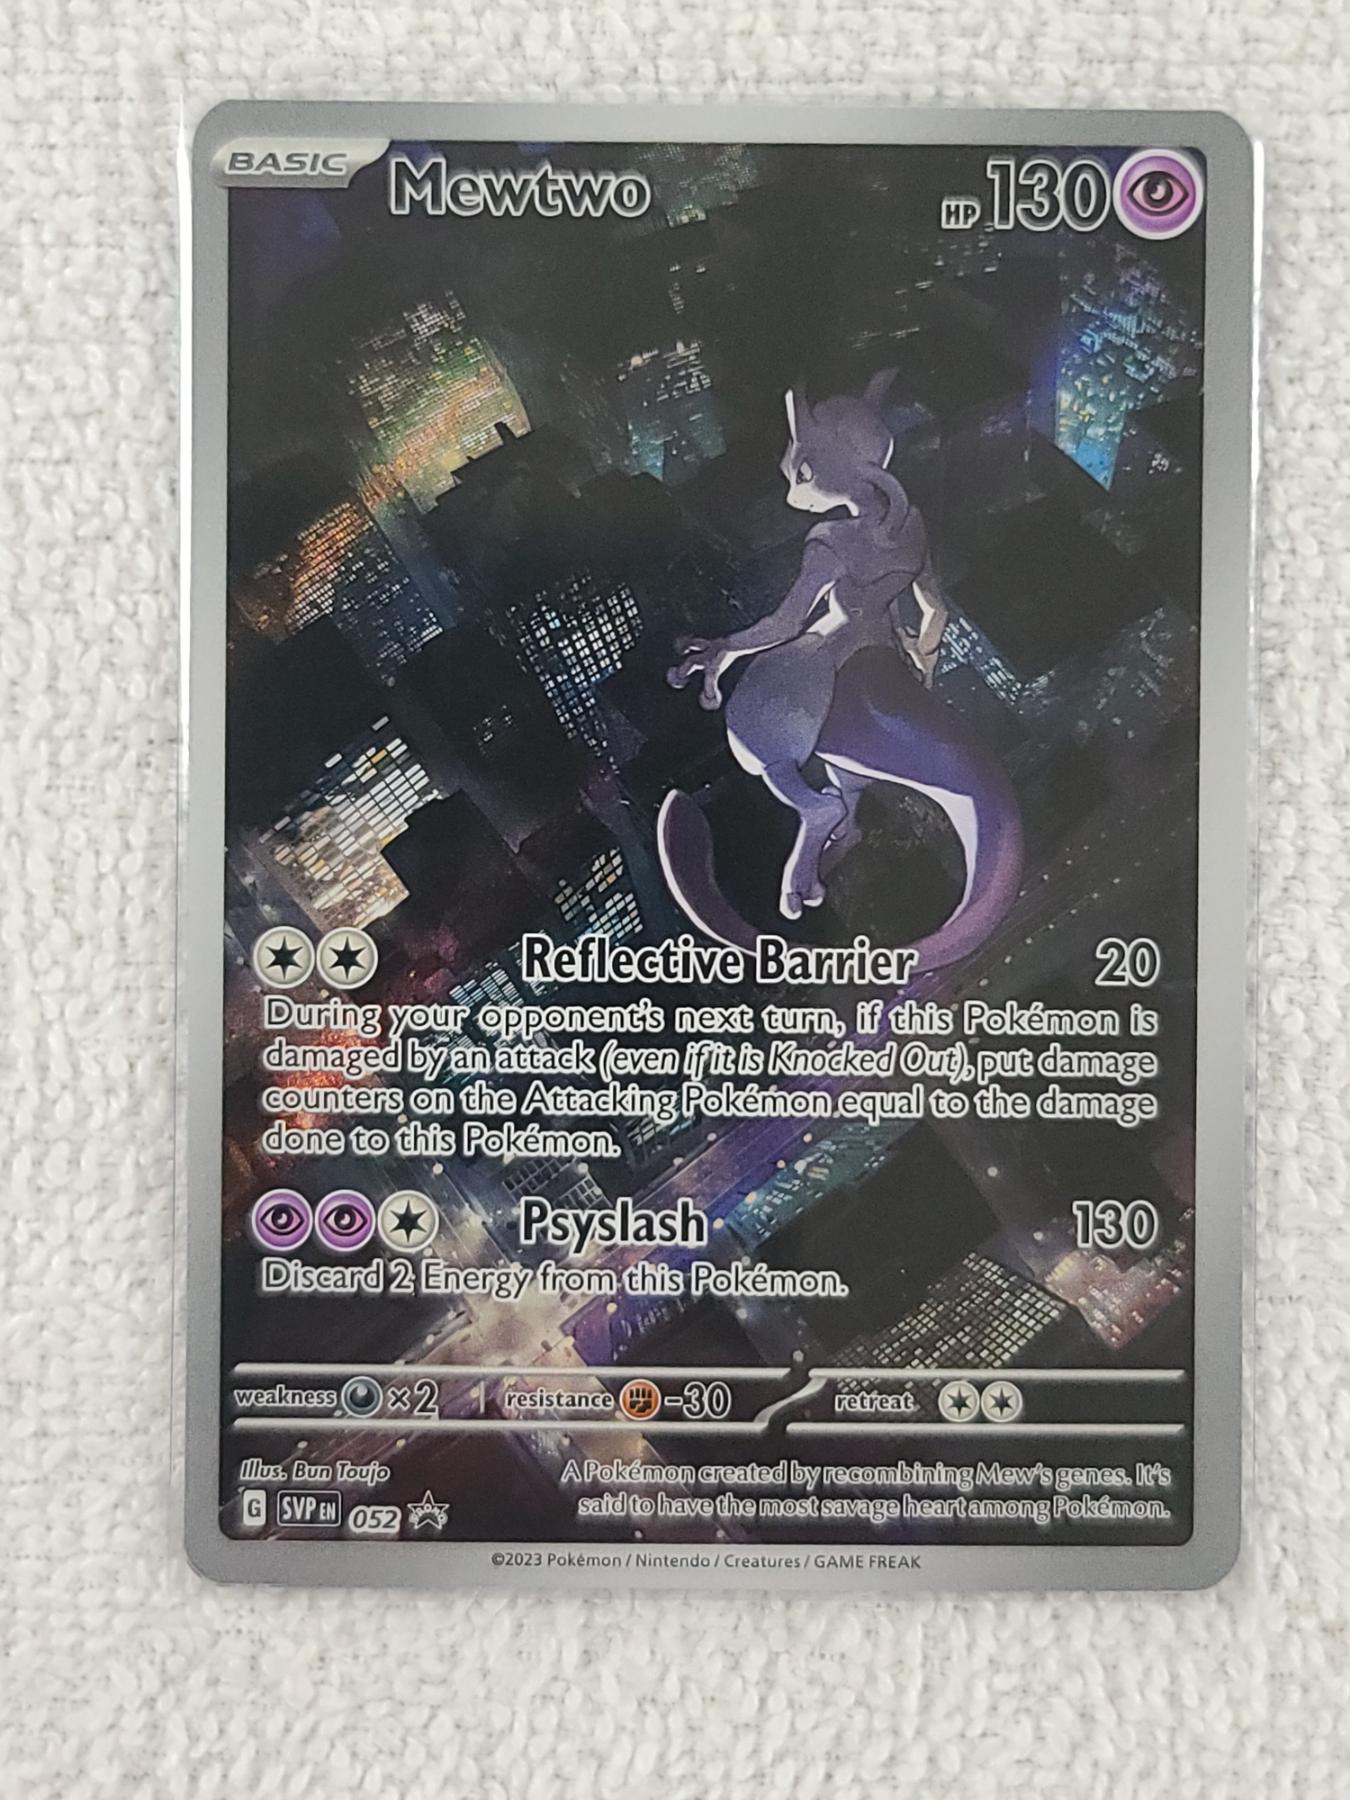 BASIC Mewtwo HP 130
Reflective Barrier 20
During your opponent's next turn, if this Pokémon is
damaged by an attack (even if it is Knocked Out), put damage
counters on the Attacking Pokémon equal to the damage
done to this Pokémon.
Psyslash 130
Discard 2 Energy from this Pokémon.
weakness ×2 resistance -30 retreat
Illus. Bun Toujo
A Pokémon created by recombining Mew's genes. It's
said to have the most savage heart among Pokémon.
G SVP EN 052
©2023 Pokémon / Nintendo / Creatures / GAME FREAK